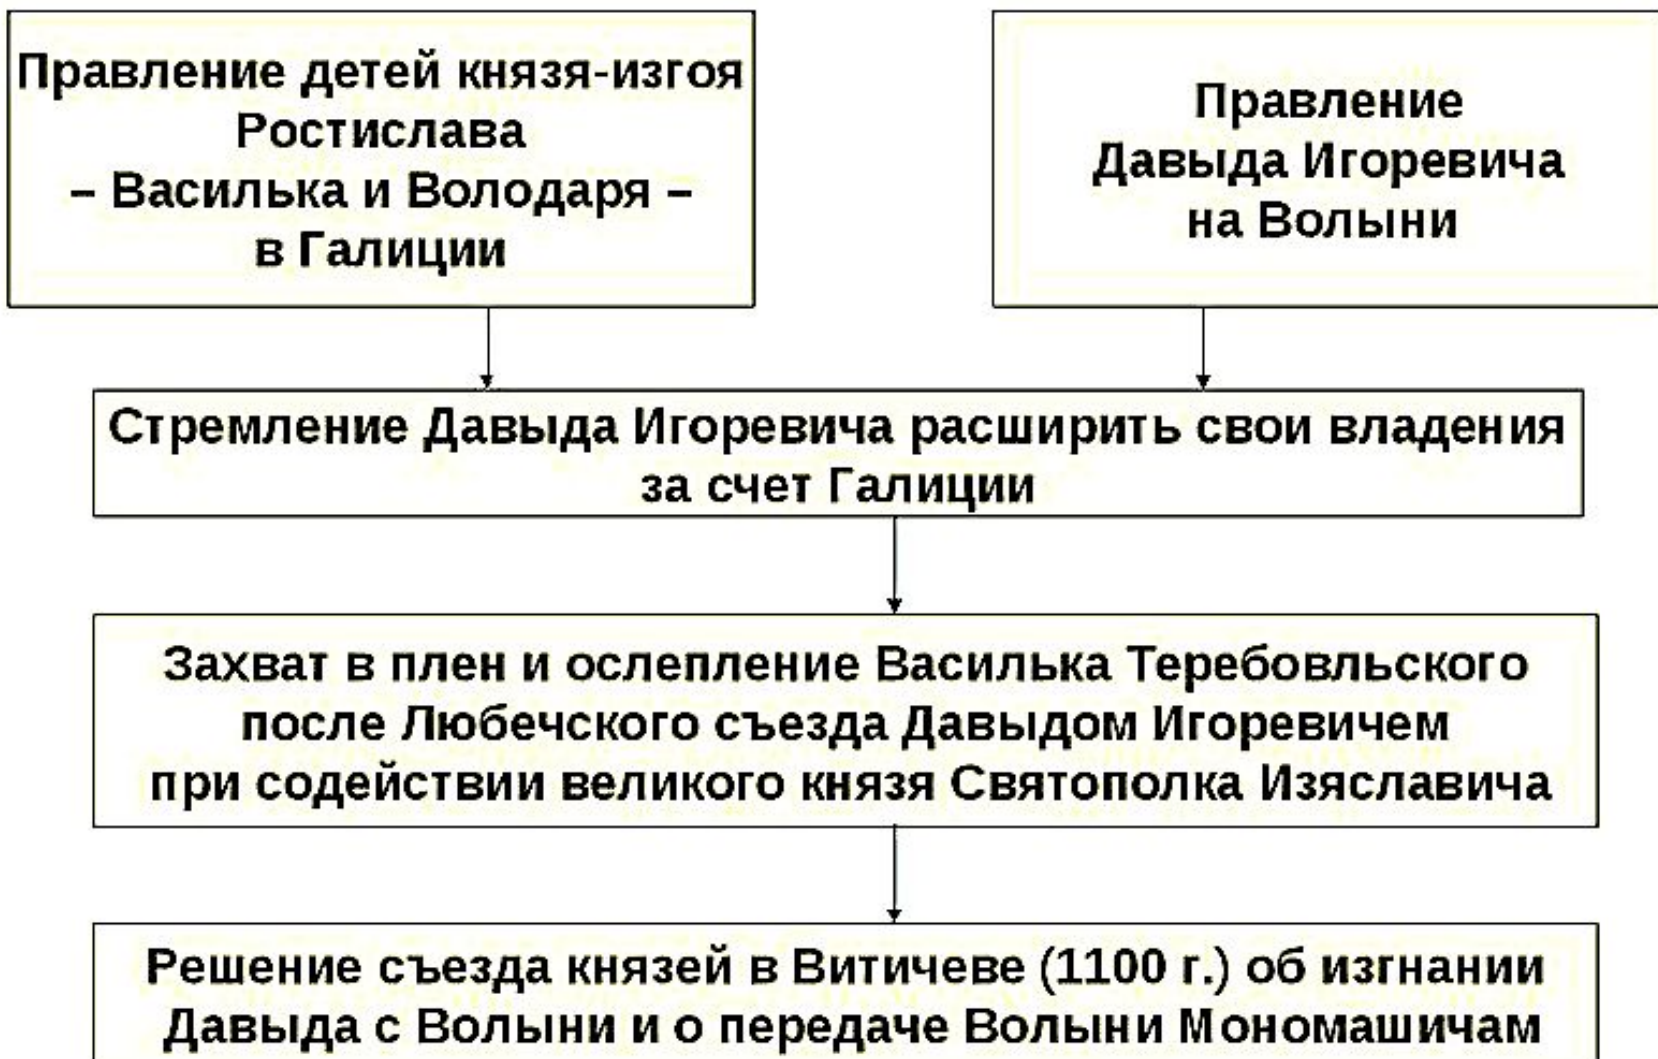 Правление детей князя-изгоя
Ростислава
– Василька и Володаря –
в Галиции
Правление
Давыда Игоревича
на Волыни
Стремление Давыда Игоревича расширить свои владения
за счет Галиции
Захват в плен и ослепление Василька Теребовльского
после Любечского съезда Давыдом Игоревичем
при содействии великого князя Святополка Изяславича
Решение съезда князей в Витичеве (1100 г.) об изгнании
Давыда с Волыни и о передаче Волыни Мономашичам